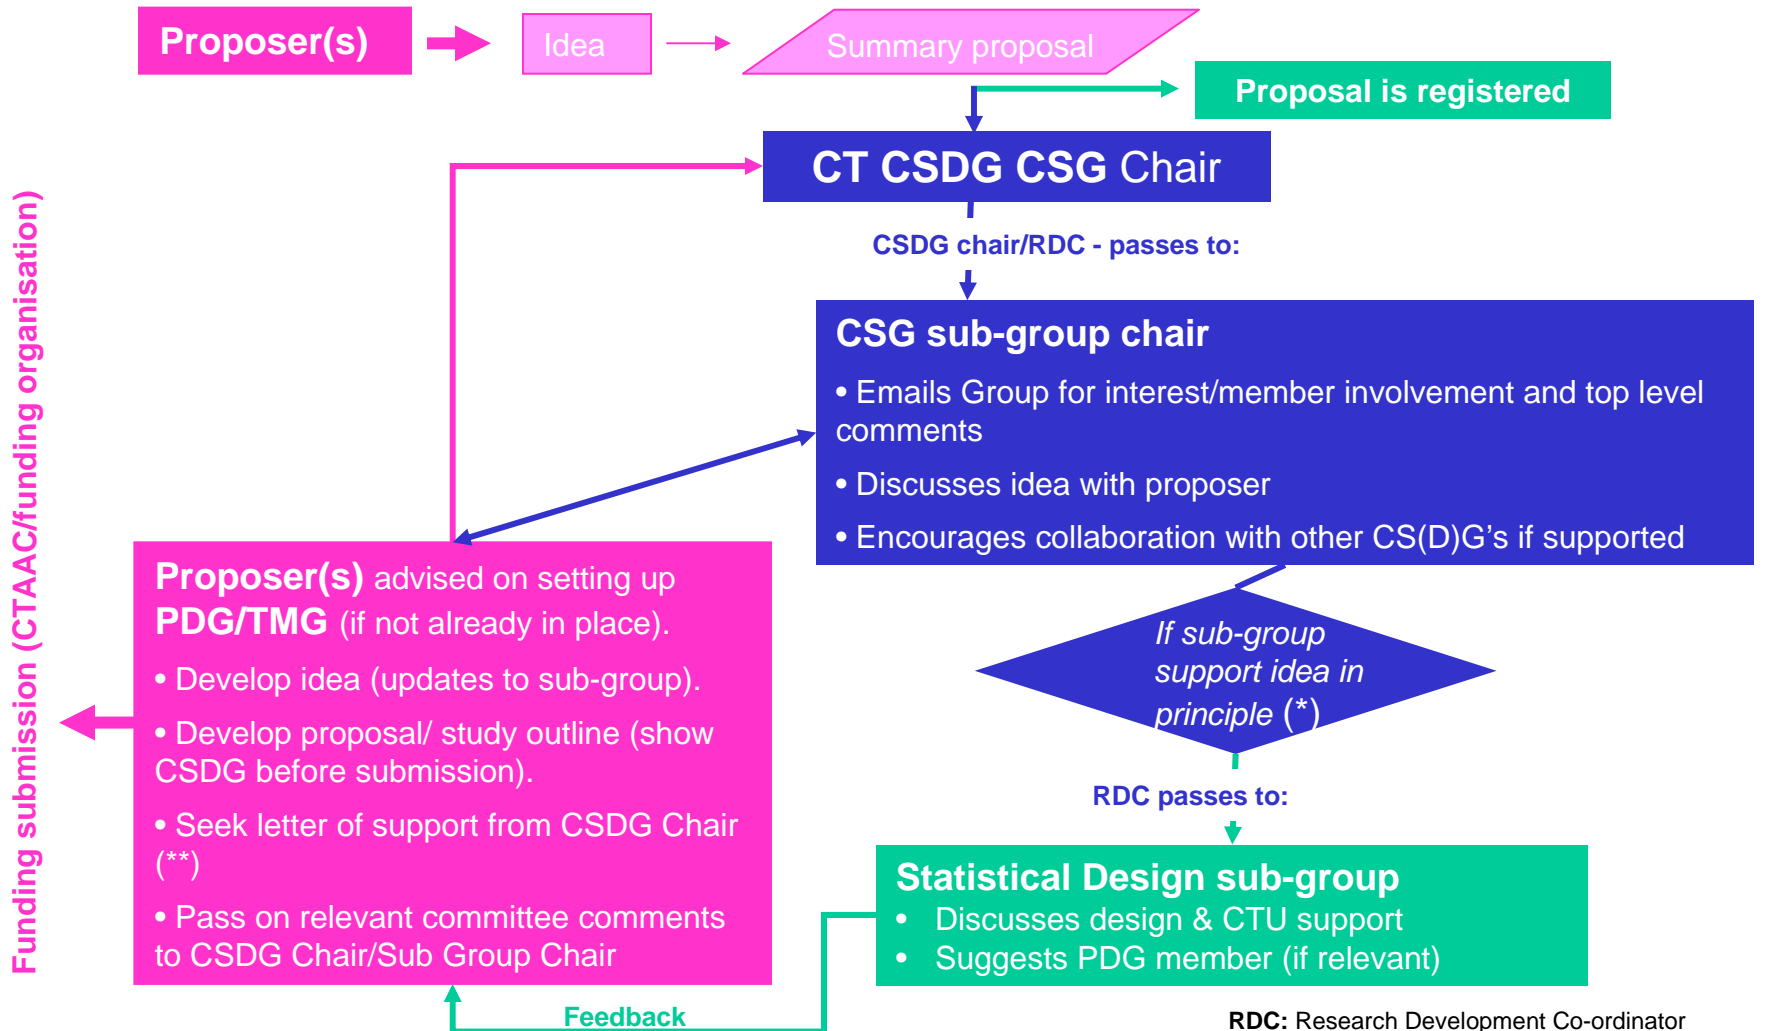 Proposer(s)
Idea
Summary proposal
Proposal is registered
CT CSDG CSG Chair
CSDG chair/RDC - passes to:
CSG sub-group chair
• Emails Group for interest/member involvement and top level
comments
• Discusses idea with proposer
• Encourages collaboration with other CS(D)G's if supported
If sub-group
support idea in
principle (*)
RDC passes to:
Statistical Design sub-group
• Discusses design & CTU support
• Suggests PDG member (if relevant)
Feedback
Proposer(s) advised on setting up
PDG/TMG (if not already in place).
• Develop idea (updates to sub-group).
• Develop proposal/ study outline (show
CSDG before submission).
• Seek letter of support from CSDG Chair
(**)
• Pass on relevant committee comments
to CSDG Chair/Sub Group Chair
Funding submission (CTAAC/funding organisation)
RDC: Research Development Co-ordinator